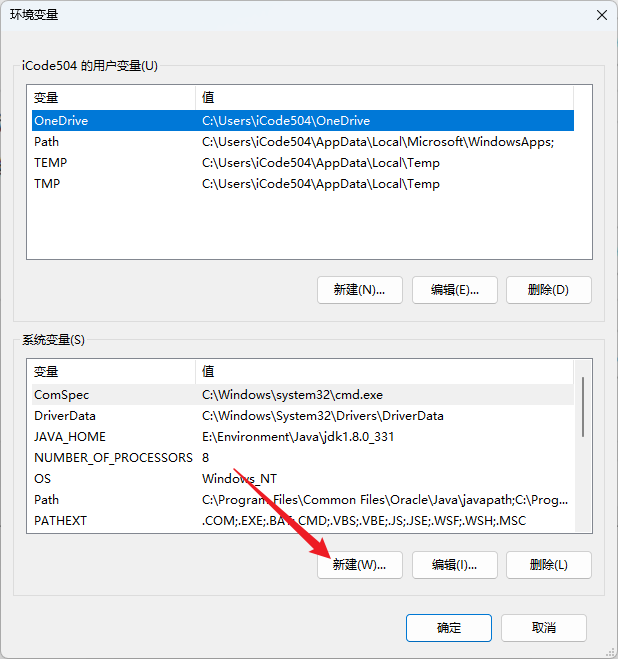 环境变量
iCode504 的用户变量(U)
变量 值
OneDrive C:\Users\iCode504\OneDrive
Path C:\Users\iCode504\AppData\Local\Microsoft\WindowsApps;
TEMP C:\Users\iCode504\AppData\Local\Temp
TMP C:\Users\iCode504\AppData\Local\Temp
新建(N)... 编辑(E)... 删除(D)
系统变量(S)
变量 值
ComSpec C:\Windows\system32\cmd.exe
DriverData C:\Windows\System32\Drivers\DriverData
JAVA_HOME E:\Environment\Java\jdk1.8.0_331
NUMBER_OF_PROCESSORS 8
OS Windows_NT
Path C:\Program Files\Common Files\Oracle\Java\javapath;C:\Prog...
PATHEXT .COM;.EXE;.BAT;.CMD;.VBS;.VBE;.JS;.JSE;.WSF;.WSH;.MSC
新建(W)... 编辑(I)... 删除(L)
确定 取消